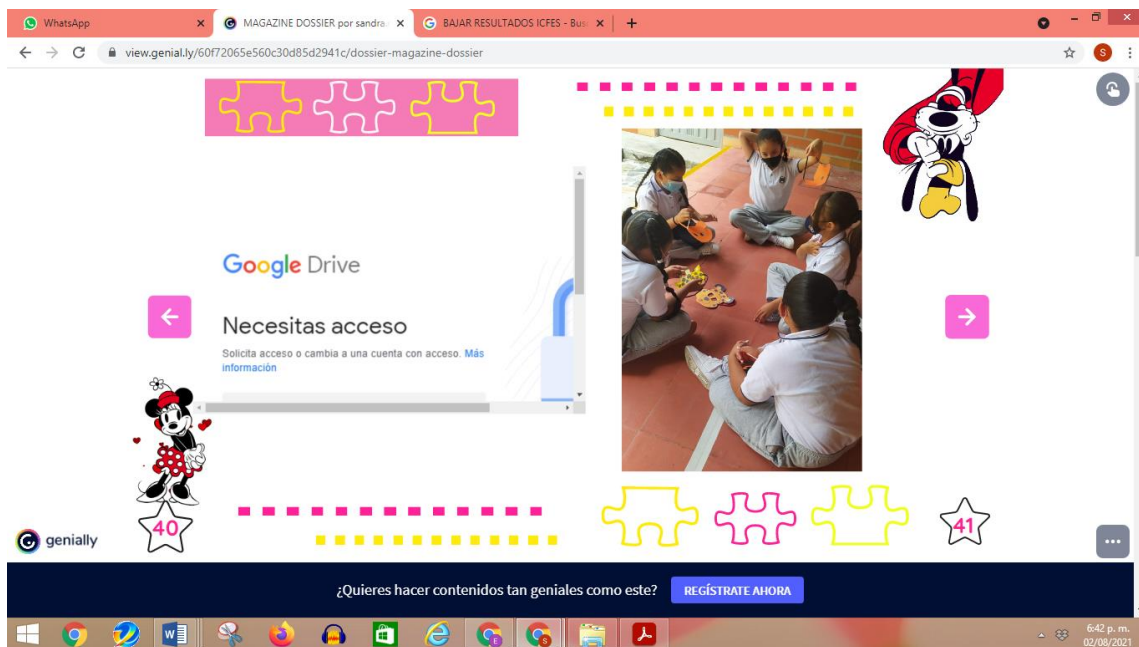 WhatsApp
MAGAZINE DOSSIER por sandra
BAJAR RESULTADOS ICFES - Bus
view.genial.ly/60f72065e560c30d85d2941c/dossier-magazine-dossier
S
Google Drive
Necesitas acceso
Solicita acceso o cambia a una cuenta con acceso. Más
información
40
41
genially
¿Quieres hacer contenidos tan geniales como este?
REGÍSTRATE AHORA
6:42 p. m.
02/08/2021